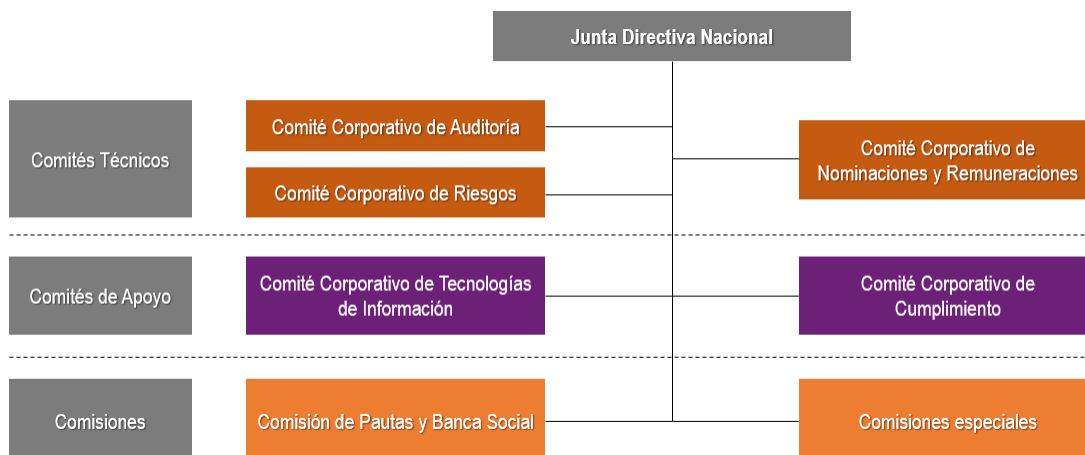 Junta Directiva Nacional
Comités Técnicos
Comité Corporativo de Auditoría
Comité Corporativo de Riesgos
Comité Corporativo de
Nominaciones y Remuneraciones
Comités de Apoyo
Comité Corporativo de Tecnologías
de Información
Comité Corporativo de
Cumplimiento
Comisiones
Comisión de Pautas y Banca Social
Comisiones especiales